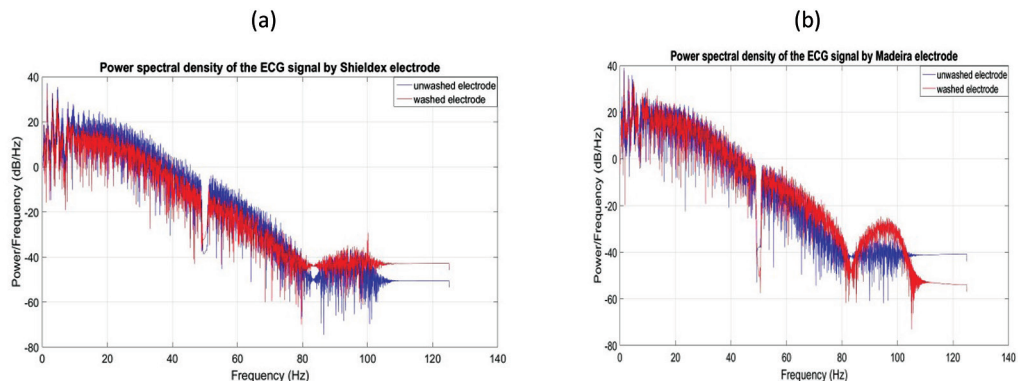 (a)
Power spectral density of the ECG signal by Shieldex electrode
unwashed electrode
washed electrode
Power/Frequency (dB/Hz)
40
20
0
-20
-40
-60
-80
0 20 40 60 80 100 120 140
Frequency (Hz)
(b)
Power spectral density of the ECG signal by Madeira electrode
unwashed electrode
washed electrode
Power/Frequency (dB/Hz)
40
20
0
-20
-40
-60
-80
0 20 40 60 80 100 120 140
Frequency (Hz)